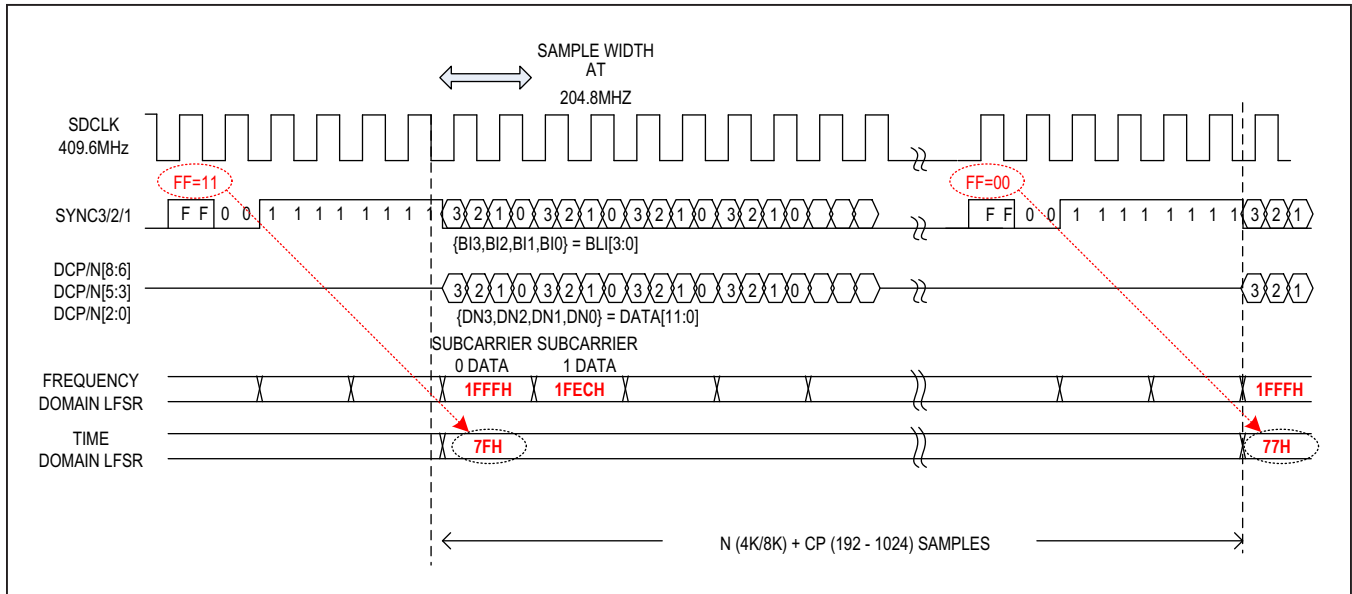 SAMPLE WIDTH
AT
204.8MHZ
SDCLK
409.6MHz
FF=11
FF=00
SYNC3/2/1
F F 0 0 1 1 1 1 1 1 1 1 3 2 1 0 3 2 1 0 3 2 1 0 3 2 1 0
F F 0 0 1 1 1 1 1 1 1 1 3 2 1
{BI3,BI2,BI1,BI0} = BLI[3:0]
DCP/N[8:6]
DCP/N[5:3]
DCP/N[2:0]
3 2 1 0 3 2 1 0 3 2 1 0 3 2 1 0
3 2 1
{DN3,DN2,DN1,DN0} = DATA[11:0]
SUBCARRIER SUBCARRIER
0 DATA 1 DATA
FREQUENCY
DOMAIN LFSR
1FFFH 1FECH 1FFFH
TIME
DOMAIN LFSR
7FH 77H
N (4K/8K) + CP (192 - 1024) SAMPLES